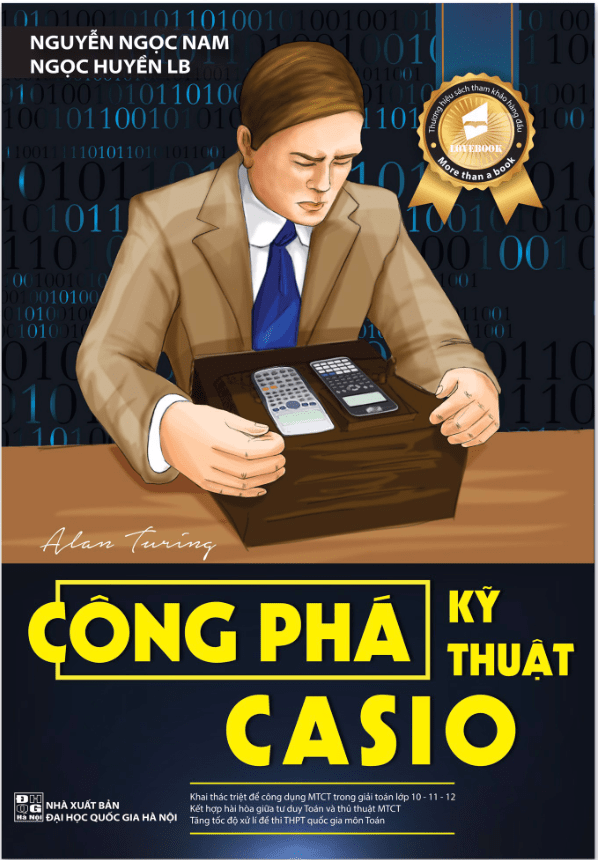 NGUYỄN NGỌC NAM
NGỌC HUYỀN LB
Thương hiệu sách tham khảo hàng đầu
LOVEBOOK
More than a book
Alan Turing
CÔNG PHÁ
KỸ
THUẬT
CASIO
ĐHQG
Hà Nội
NHÀ XUẤT BẢN
ĐẠI HỌC QUỐC GIA HÀ NỘI
Khai thác triệt để công dụng MTCT trong giải toán lớp 10 - 11 - 12
Kết hợp hài hòa giữa tư duy Toán và thủ thuật MTCT
Tăng tốc độ xử lí đề thi THPT quốc gia môn Toán